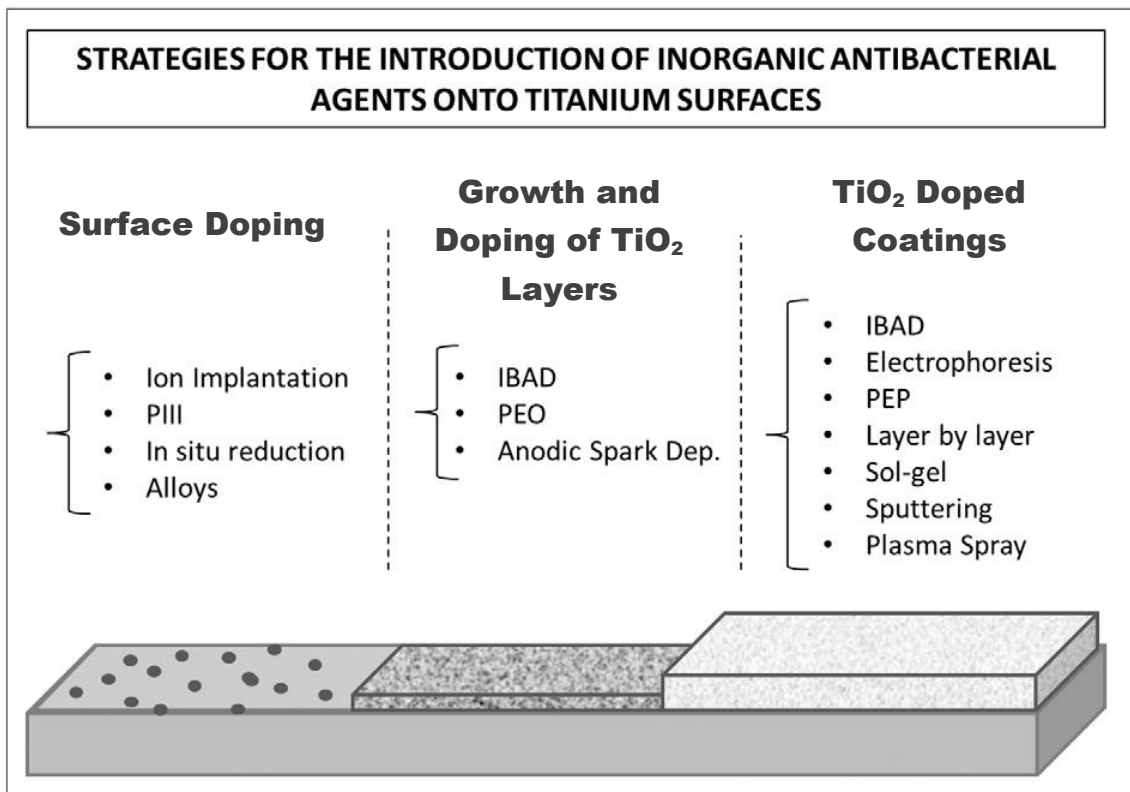 STRATEGIES FOR THE INTRODUCTION OF INORGANIC ANTIBACTERIAL
AGENTS ONTO TITANIUM SURFACES
Surface Doping
• Ion Implantation
• PIII
• In situ reduction
• Alloys
Growth and
Doping of TiO₂
Layers
• IBAD
• PEO
• Anodic Spark Dep.
TiO₂ Doped
Coatings
• IBAD
• Electrophoresis
• PEP
• Layer by layer
• Sol-gel
• Sputtering
• Plasma Spray